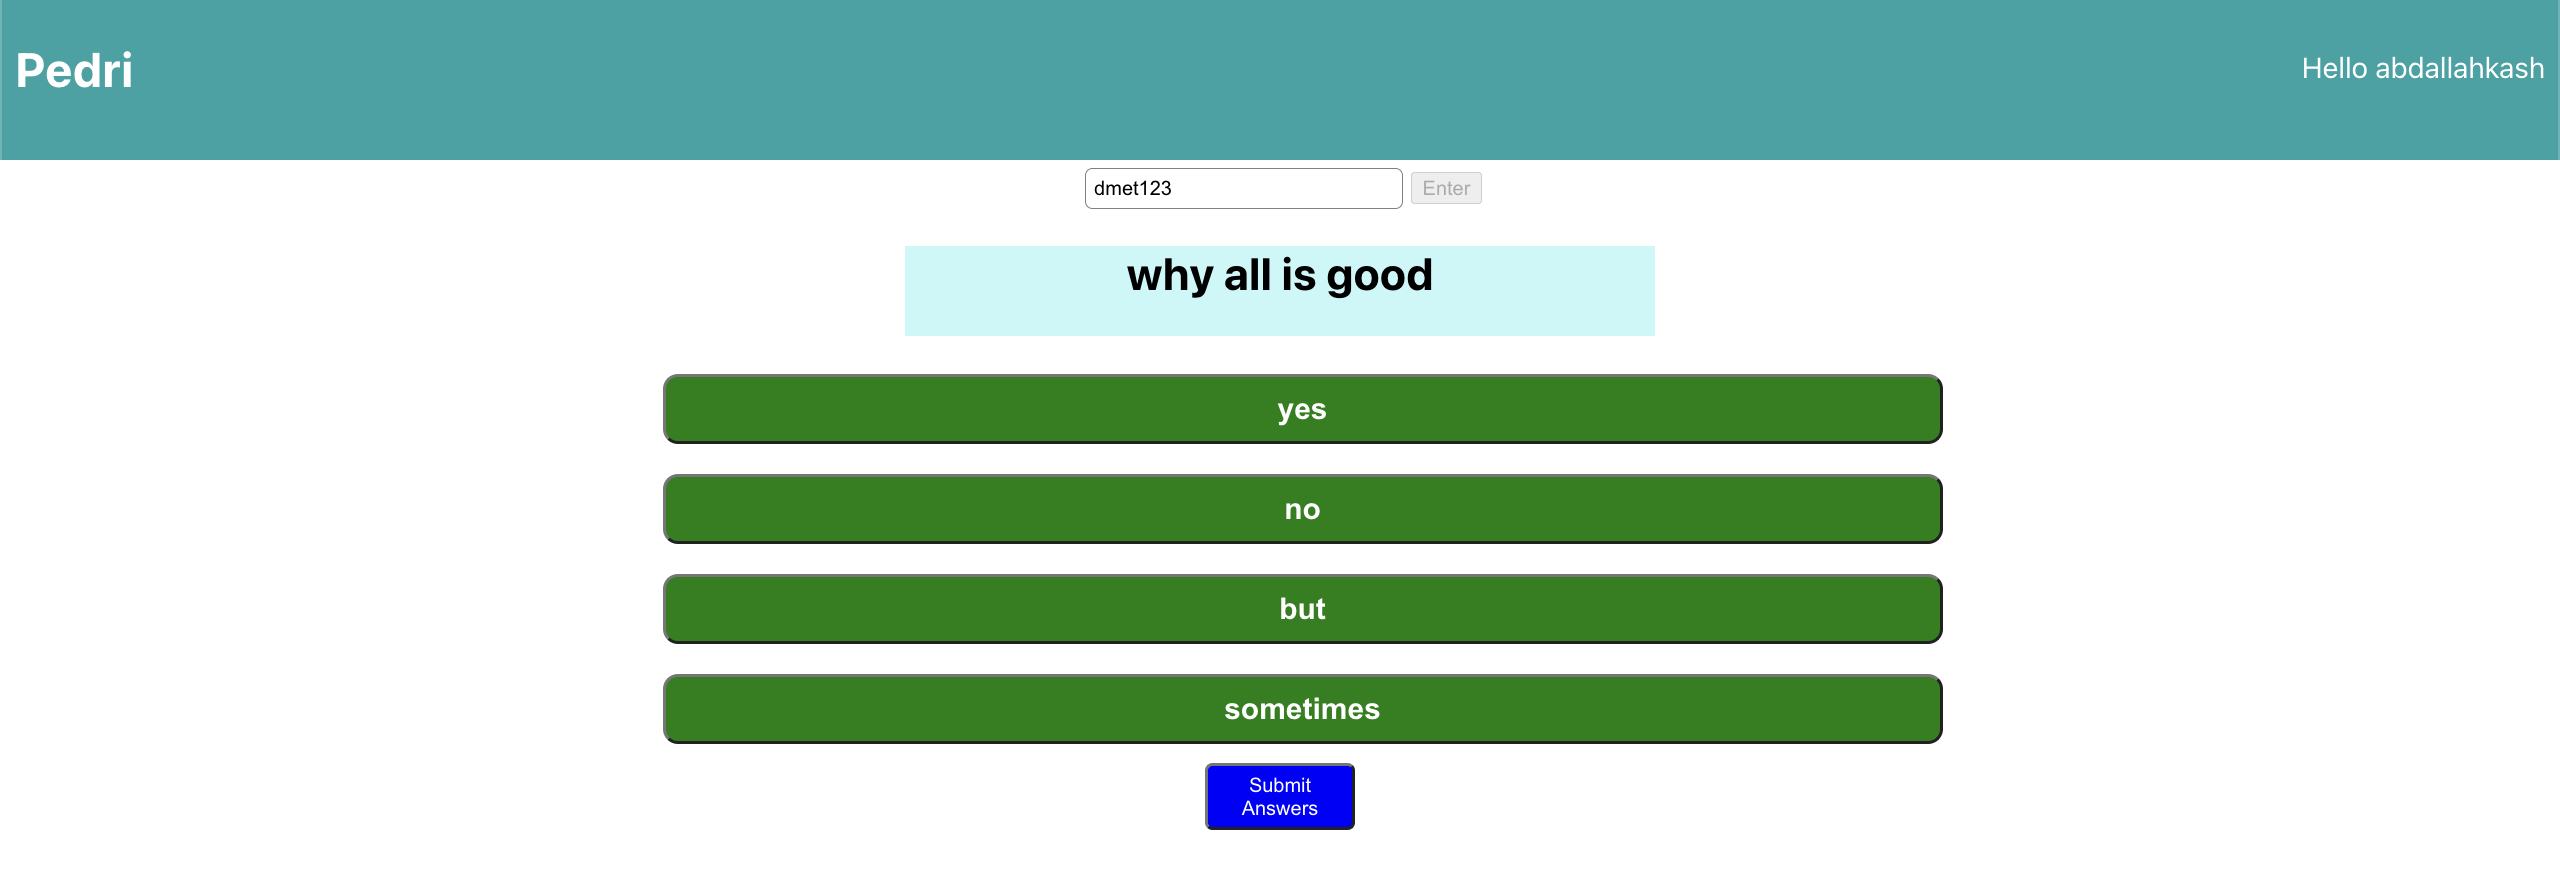 Pedri
Hello abdallahkash
dmet123
Enter
why all is good
yes
no
but
sometimes
Submit
Answers